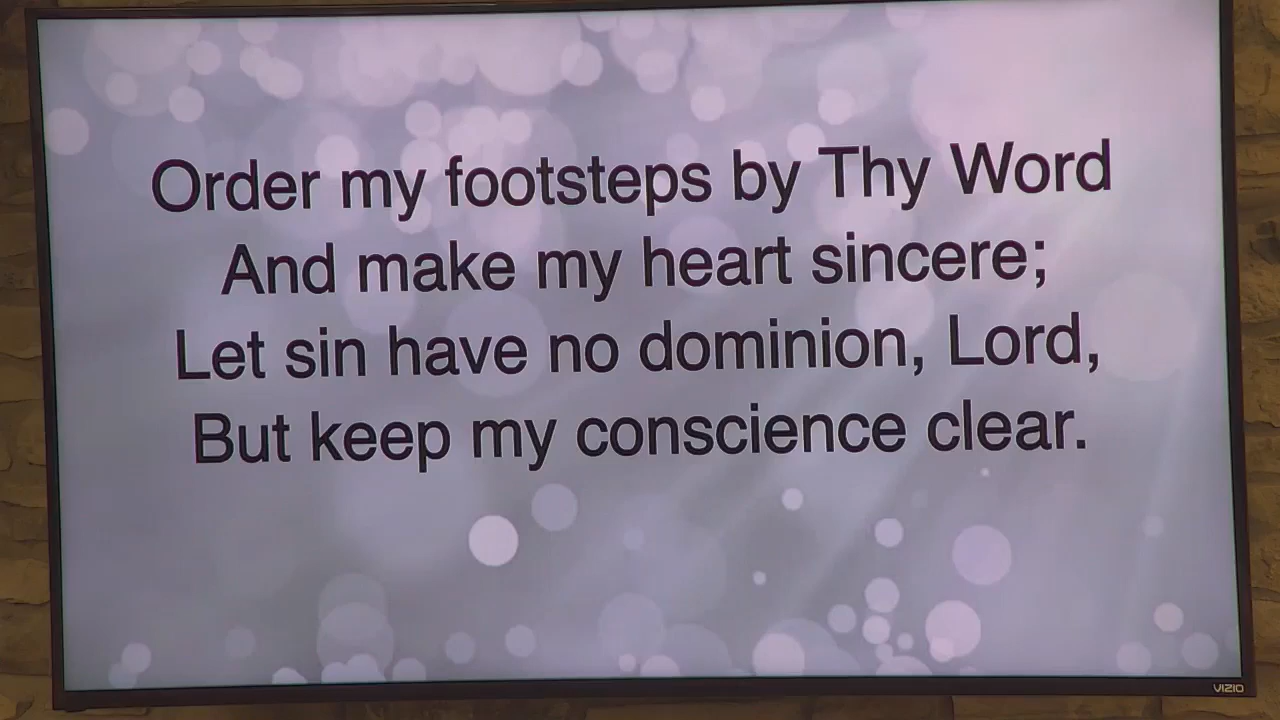 Order my footsteps by Thy Word
And make my heart sincere;
Let sin have no dominion, Lord,
But keep my conscience clear.
VIZIO